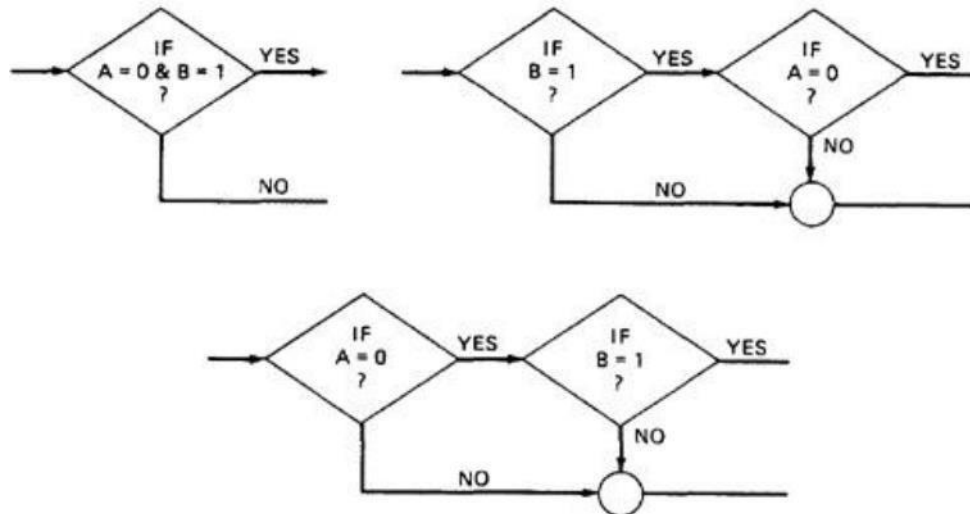 IF
A = 0 & B = 1
?
YES
NO
IF
B = 1
?
YES
NO
IF
A = 0
?
YES
NO
IF
A = 0
?
YES
NO
IF
B = 1
?
YES
NO